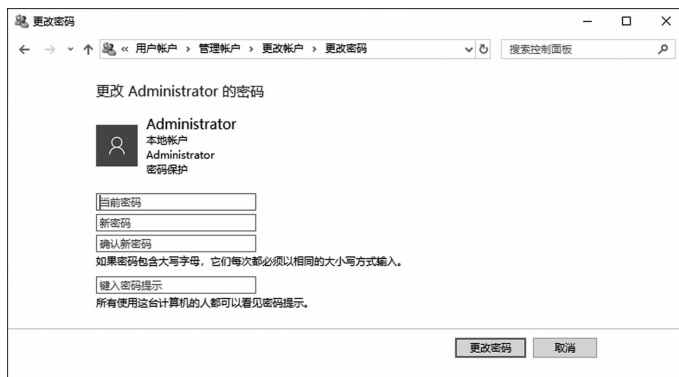 更改密码
« 用户帐户 › 管理帐户 › 更改帐户 › 更改密码
搜索控制面板
更改 Administrator 的密码
Administrator
本地帐户
Administrator
密码保护
当前密码
新密码
确认新密码
如果密码包含大写字母，它们每次都必须以相同的大小写方式输入。
键入密码提示
所有使用这台计算机的人都可以看见密码提示。
更改密码
取消